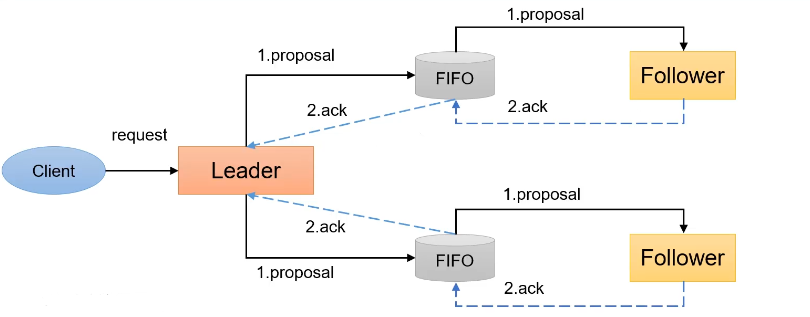 1.proposal
1.proposal
FIFO
Follower
2.ack
2.ack
request
Client
Leader
1.proposal
2.ack
FIFO
Follower
1.proposal
2.ack